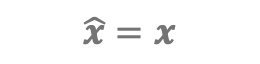 x̂ = x